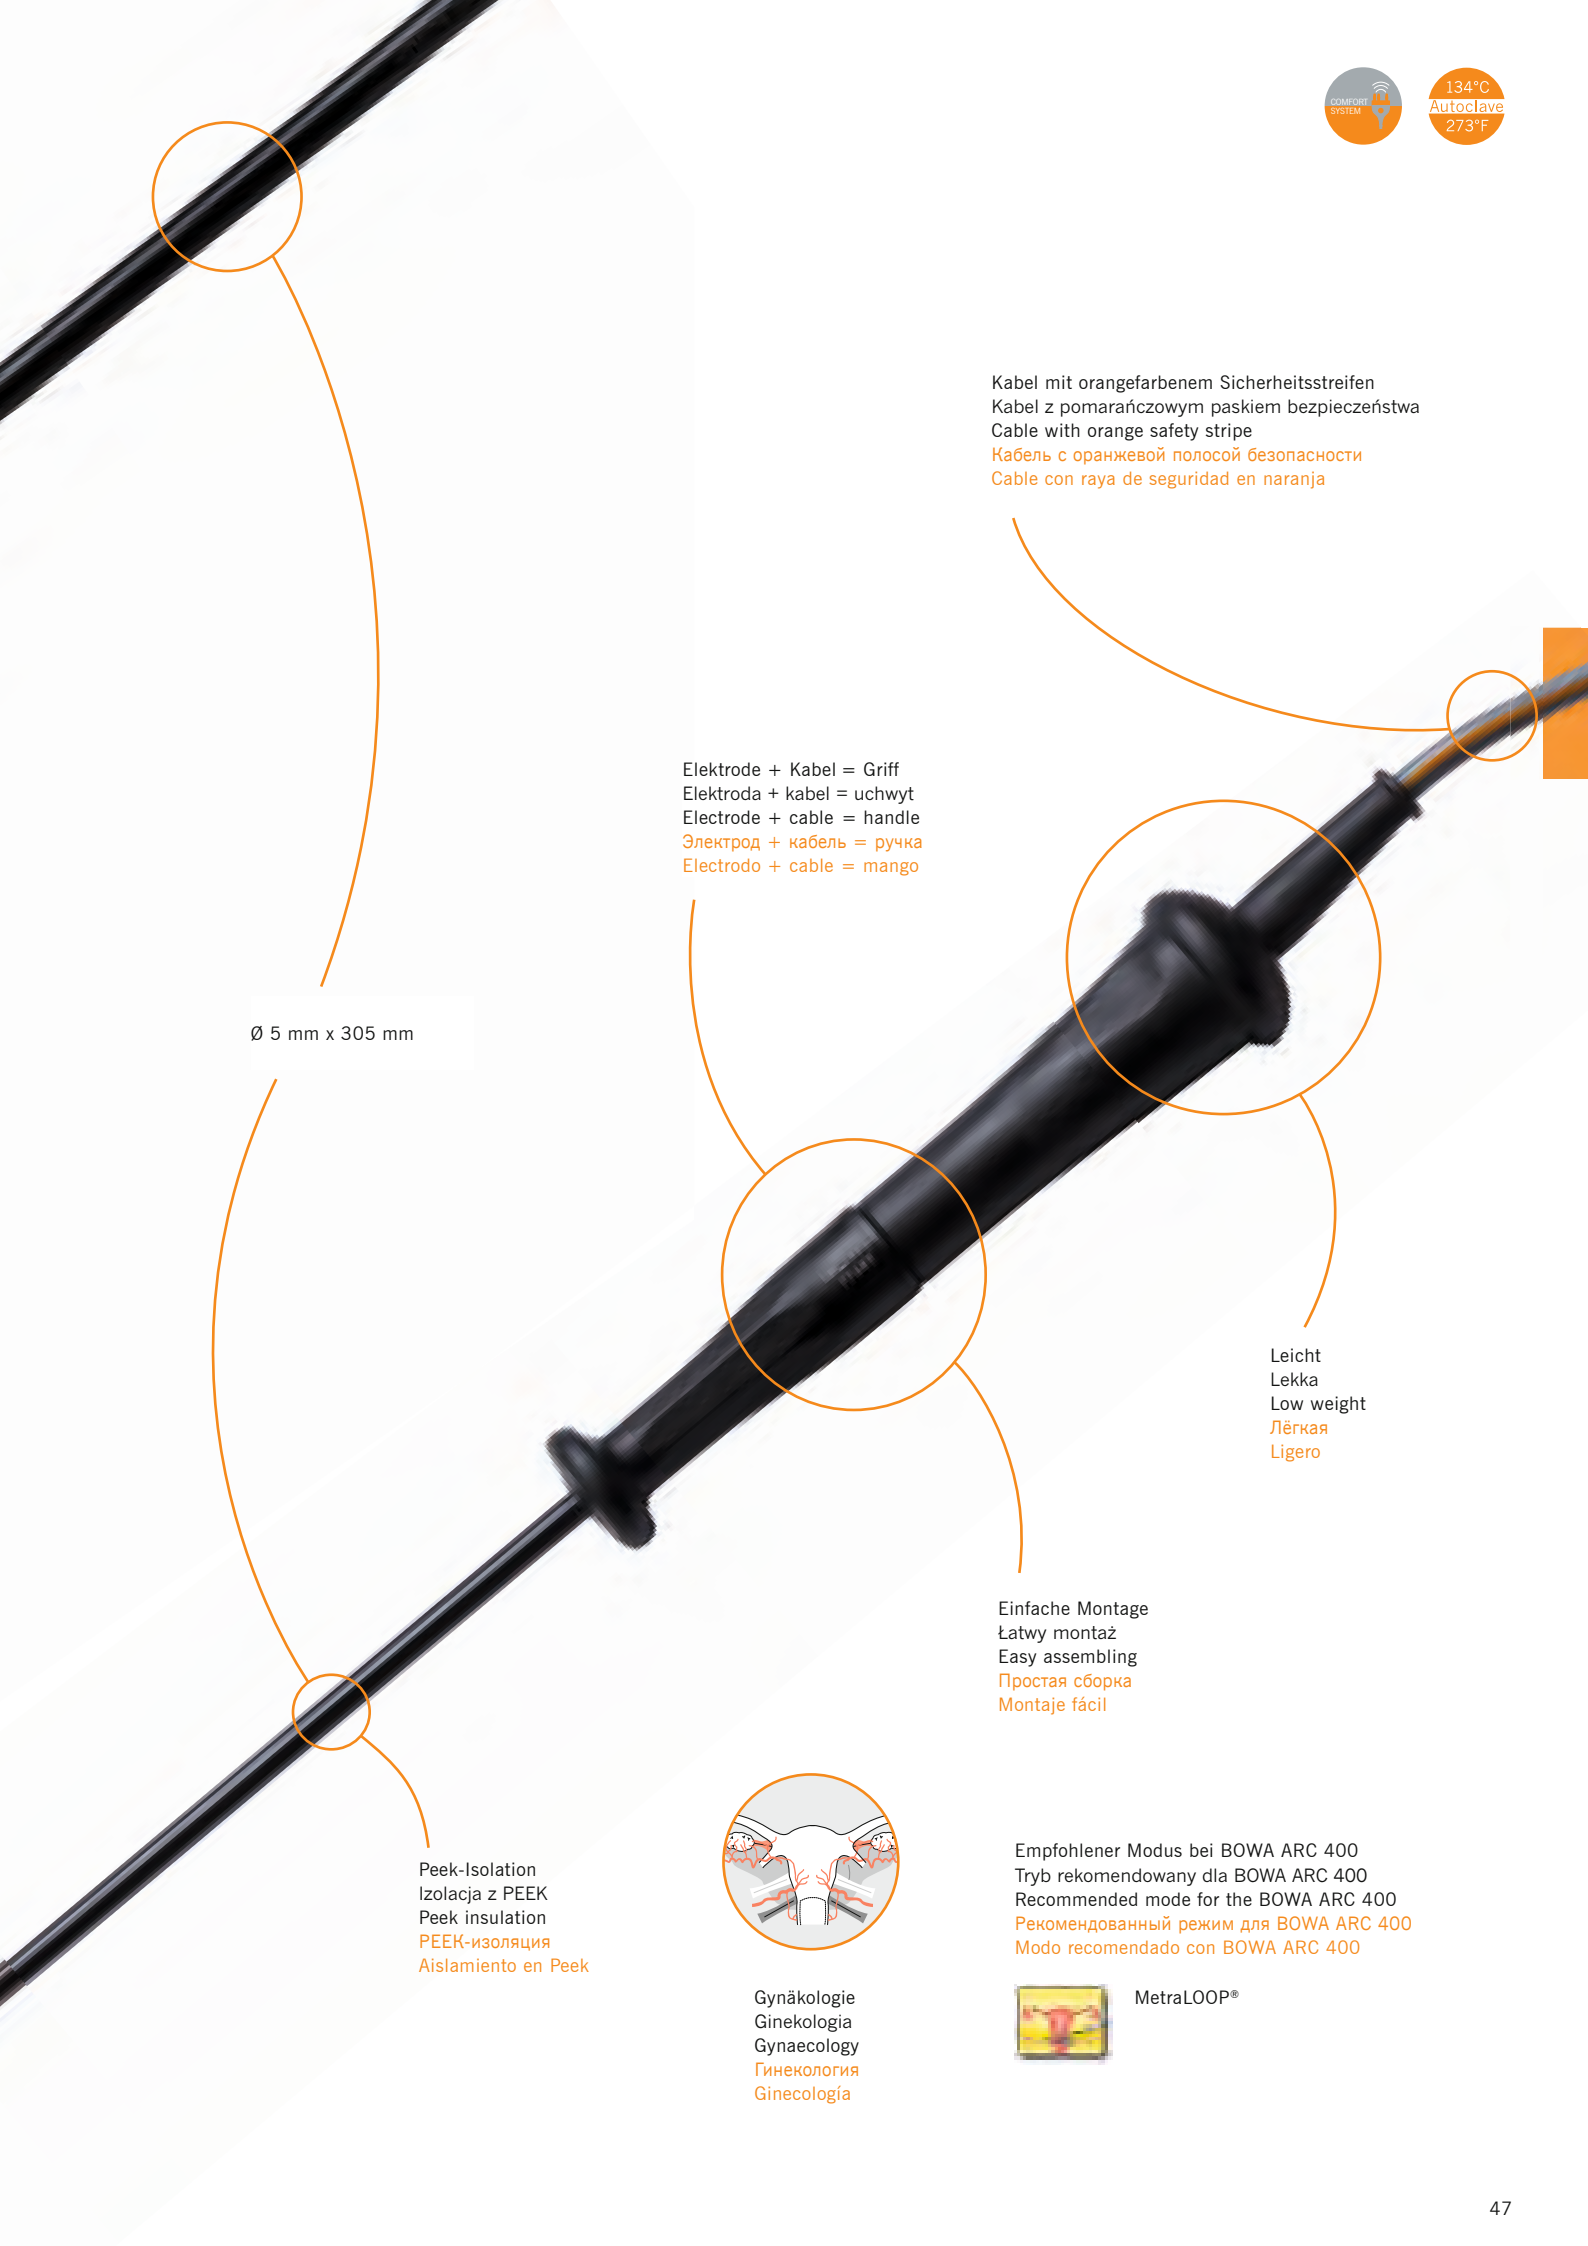 COMFORT
SYSTEM
134°C
Autoclave
273°F
Kabel mit orangefarbenem Sicherheitsstreifen
Kabel z pomarańczowym paskiem bezpieczeństwa
Cable with orange safety stripe
Кабель с оранжевой полосой безопасности
Cable con raya de seguridad en naranja
Elektrode + Kabel = Griff
Elektroda + kabel = uchwyt
Electrode + cable = handle
Электрод + кабель = ручка
Electrodo + cable = mango
Ø 5 mm x 305 mm
Leicht
Lekka
Low weight
Лёгкая
Ligero
Einfache Montage
Łatwy montaż
Easy assembling
Простая сборка
Montaje fácil
Peek-Isolation
Izolacja z PEEK
Peek insulation
PEEK-изоляция
Aislamiento en Peek
Gynäkologie
Ginekologia
Gynaecology
Гинекология
Ginecología
Empfohlener Modus bei BOWA ARC 400
Tryb rekomendowany dla BOWA ARC 400
Recommended mode for the BOWA ARC 400
Рекомендованный режим для BOWA ARC 400
Modo recomendado con BOWA ARC 400
MetraLOOP®
47